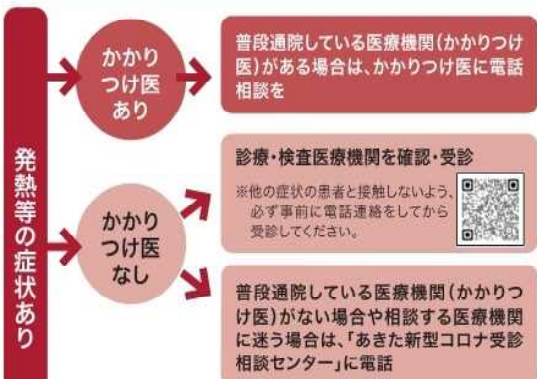 発熱等の症状あり
かかり
つけ医
あり
普段通院している医療機関(かかりつけ
医)がある場合は、かかりつけ医に電話
相談を
かかり
つけ医
なし
診療・検査医療機関を確認・受診
※他の症状の患者と接触しないよう、
必ず事前に電話連絡をしてから
受診してください。
普段通院している医療機関(かかりつ
け医)がない場合や相談する医療機関
に迷う場合は、「あきた新型コロナ受診
相談センター」に電話